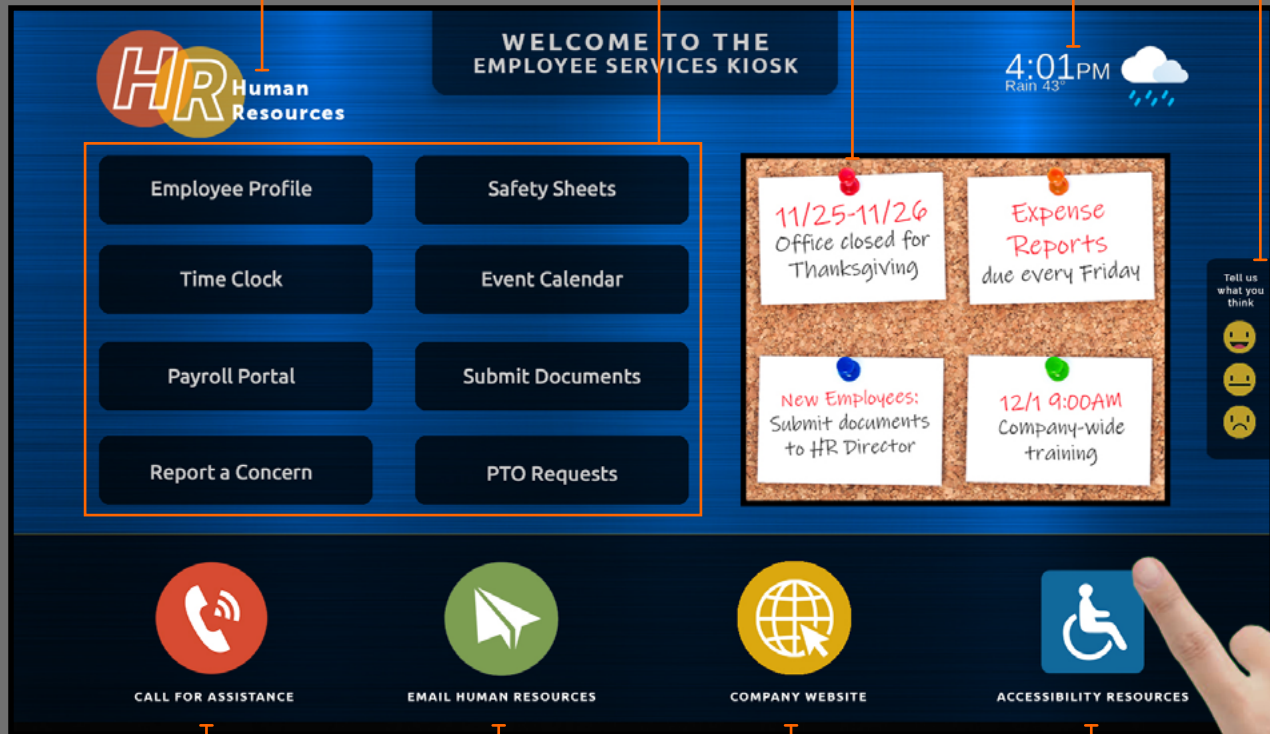 HR
Human
Resources
WELCOME TO THE
EMPLOYEE SERVICES KIOSK
4:01PM
Rain 43°
Employee Profile
Safety Sheets
Time Clock
Event Calendar
Payroll Portal
Submit Documents
Report a Concern
PTO Requests
11/25-11/26
Office closed for
Thanksgiving
Expense
Reports
due every Friday
New Employees:
Submit documents
to HR Director
12/1 9:00AM
Company-wide
training
Tell us
what you
think
CALL FOR ASSISTANCE
EMAIL HUMAN RESOURCES
COMPANY WEBSITE
ACCESSIBILITY RESOURCES